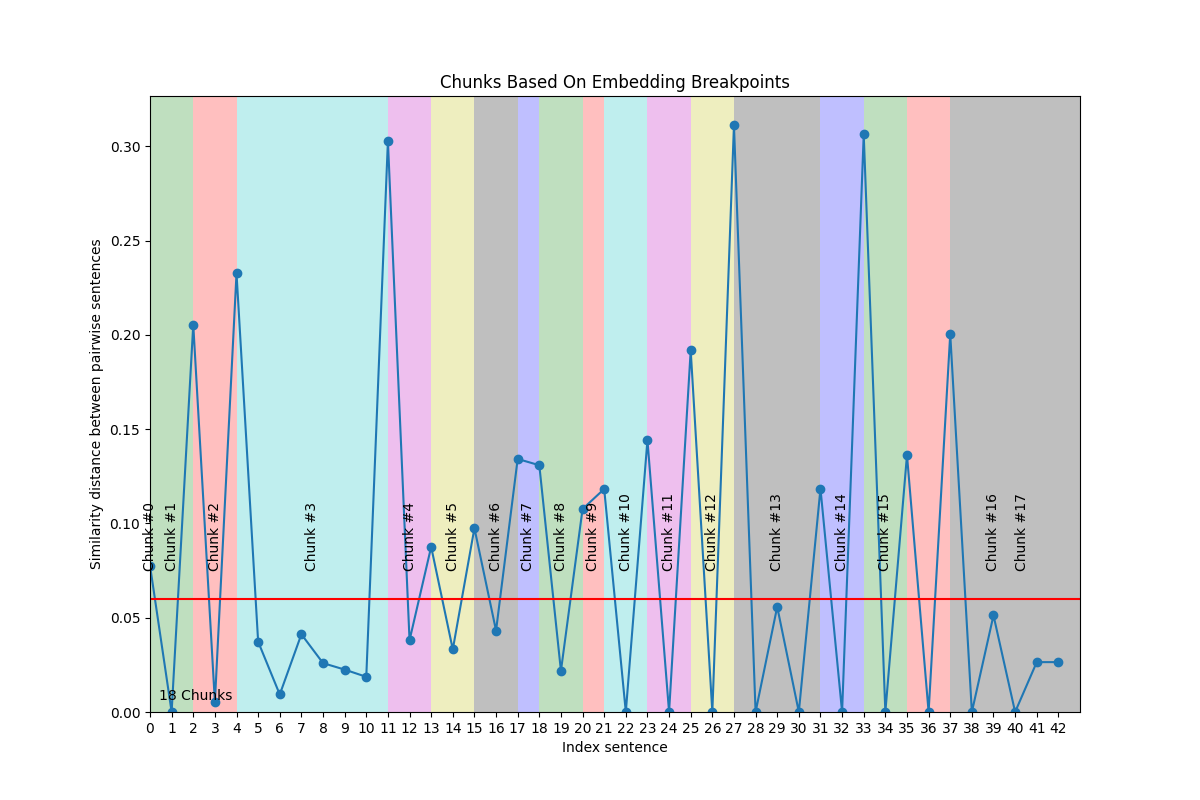 Chunks Based On Embedding Breakpoints
Similarity distance between pairwise sentences
0.30
0.25
0.20
0.15
0.10
0.05
0.00
Chunk #0
Chunk #1
Chunk #2
Chunk #3
Chunk #4
Chunk #5
Chunk #6
Chunk #7
Chunk #8
Chunk #9
Chunk #10
Chunk #11
Chunk #12
Chunk #13
Chunk #14
Chunk #15
Chunk #16
Chunk #17
18 Chunks
0 1 2 3 4 5 6 7 8 9 10 11 12 13 14 15 16 17 18 19 20 21 22 23 24 25 26 27 28 29 30 31 32 33 34 35 36 37 38 39 40 41 42
Index sentence